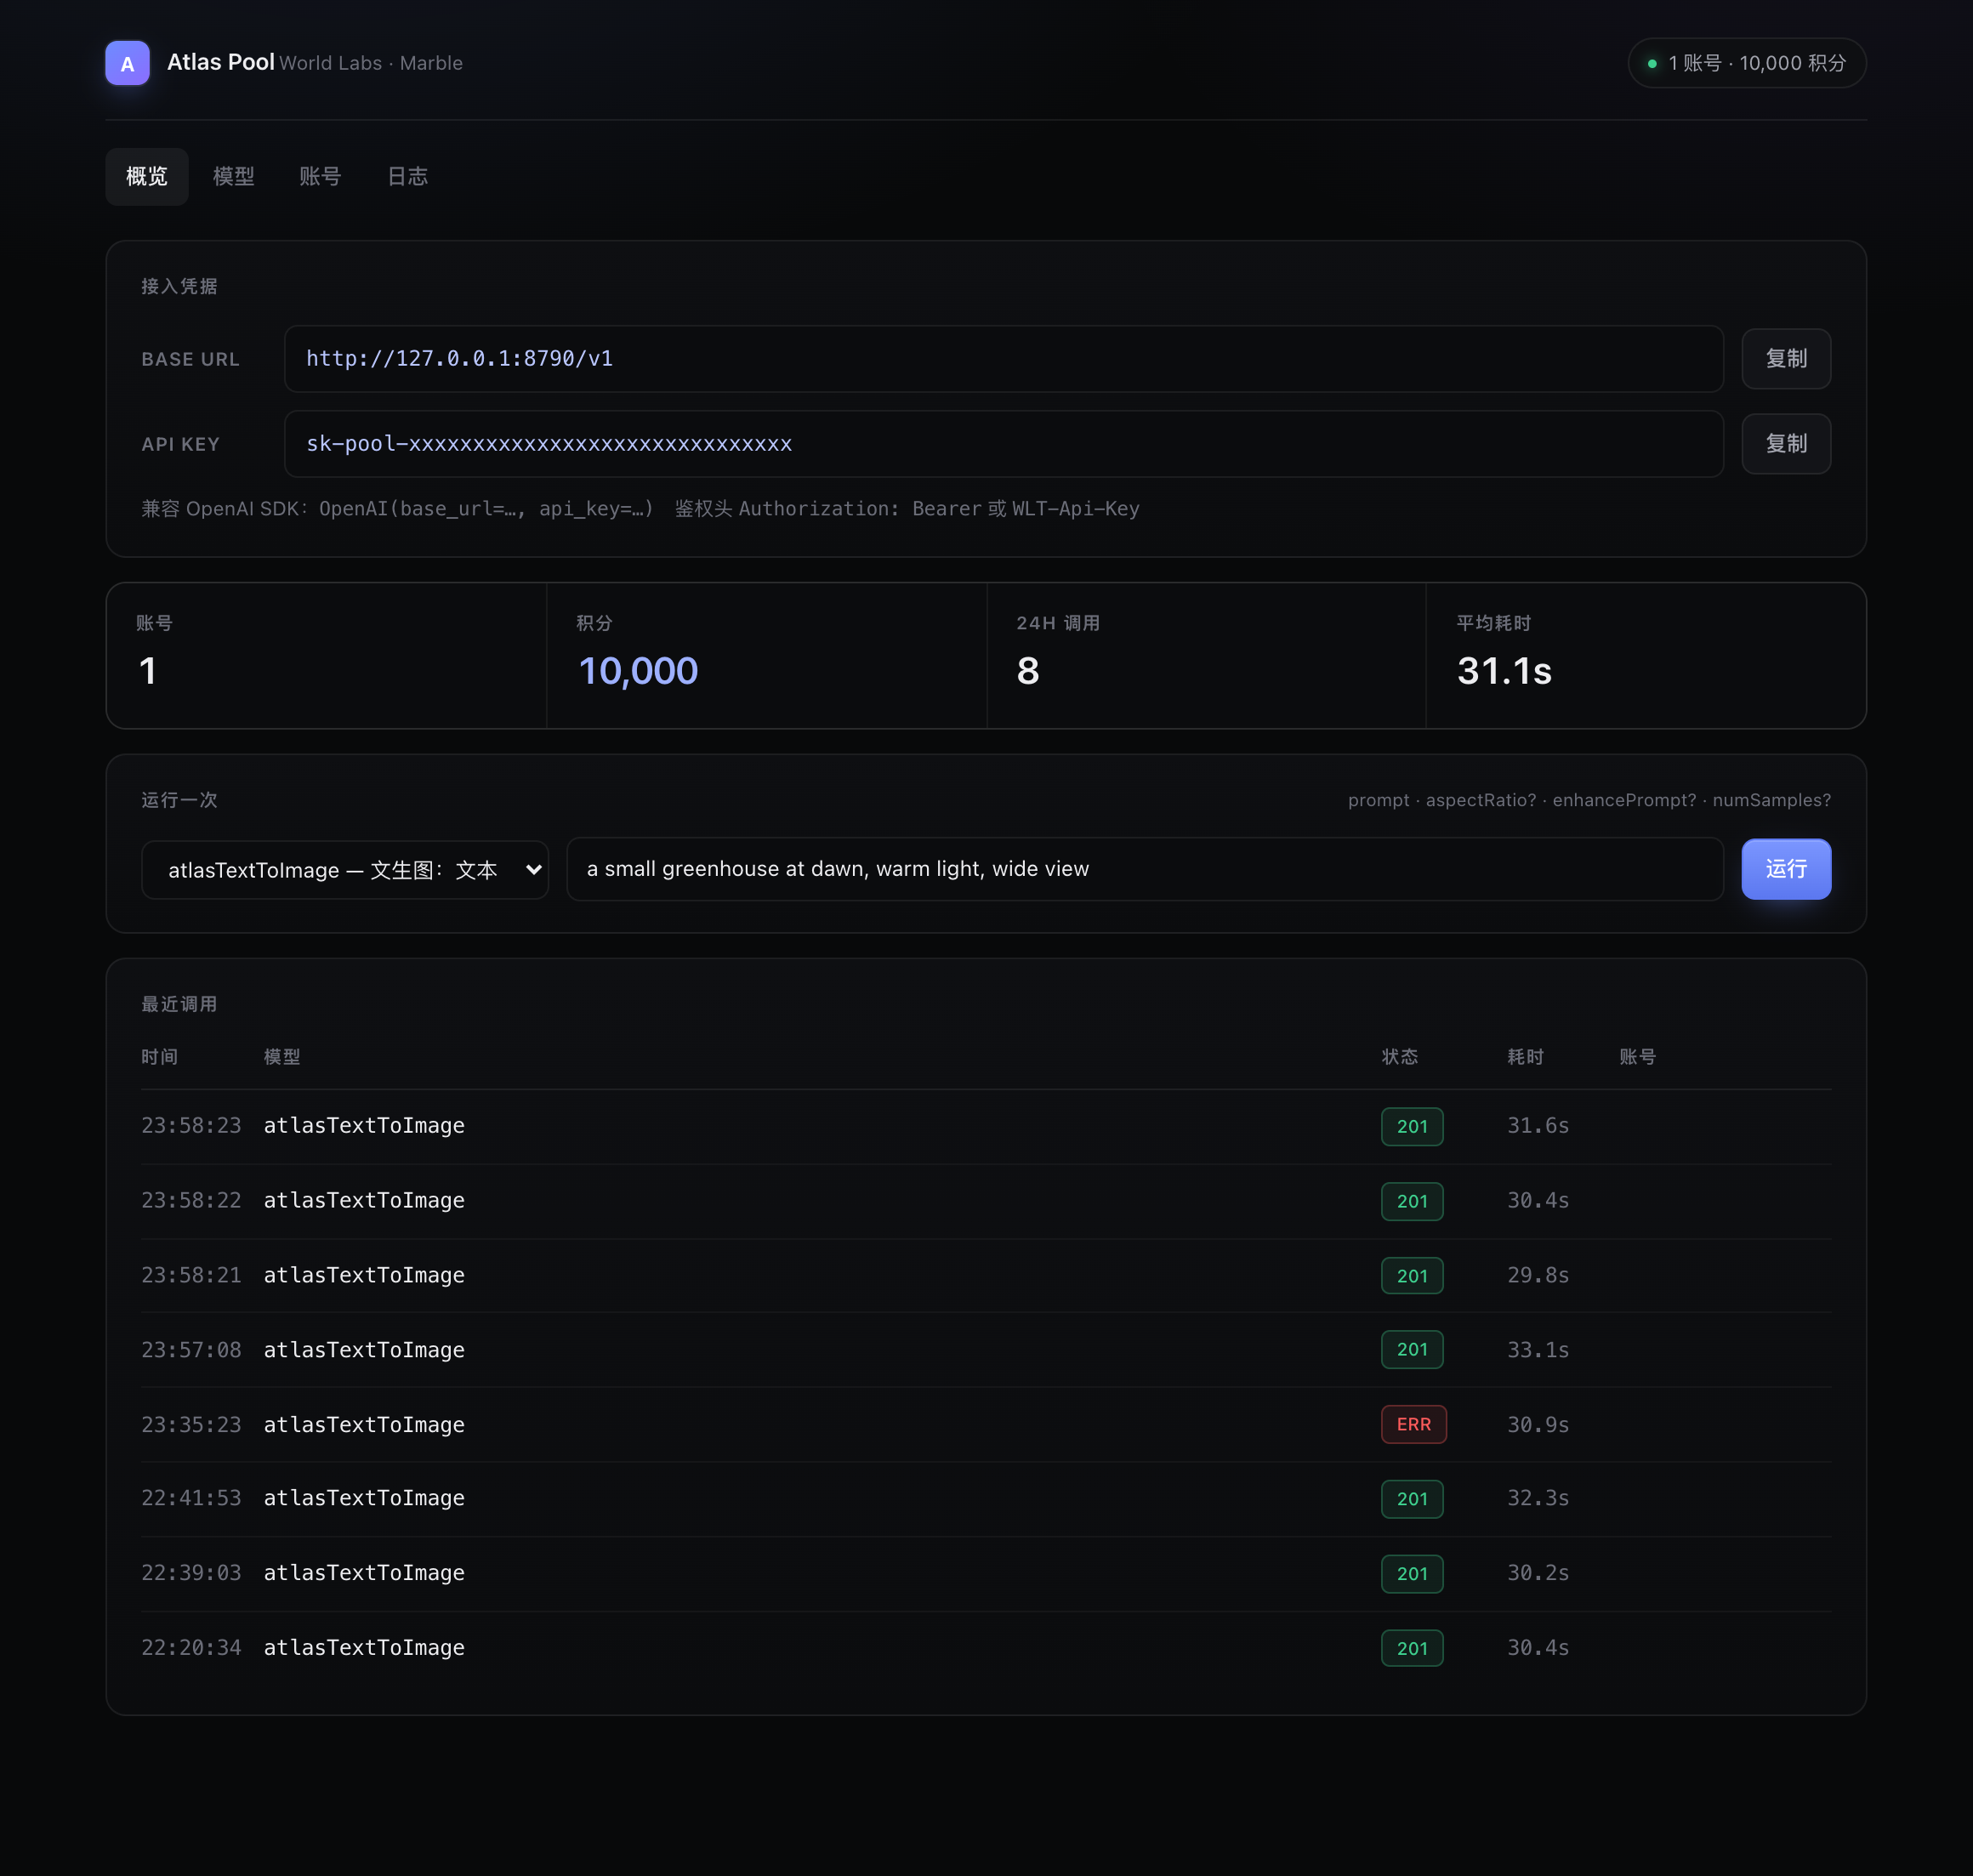 A Atlas Pool World Labs · Marble 1 账号 · 10,000 积分
概览 模型 账号 日志
接入凭据
BASE URL http://127.0.0.1:8790/v1 复制
API KEY sk-pool-xxxxxxxxxxxxxxxxxxxxxxxxxxxxxx 复制
兼容 OpenAI SDK: OpenAI(base_url=…, api_key=…) 鉴权头 Authorization: Bearer 或 WLT-Api-Key
账号 积分 24H 调用 平均耗时
1 10,000 8 31.1s
运行一次 prompt · aspectRatio? · enhancePrompt? · numSamples?
atlasTextToImage — 文生图：文本 a small greenhouse at dawn, warm light, wide view 运行
最近调用
时间 模型 状态 耗时 账号
23:58:23 atlasTextToImage 201 31.6s
23:58:22 atlasTextToImage 201 30.4s
23:58:21 atlasTextToImage 201 29.8s
23:57:08 atlasTextToImage 201 33.1s
23:35:23 atlasTextToImage ERR 30.9s
22:41:53 atlasTextToImage 201 32.3s
22:39:03 atlasTextToImage 201 30.2s
22:20:34 atlasTextToImage 201 30.4s